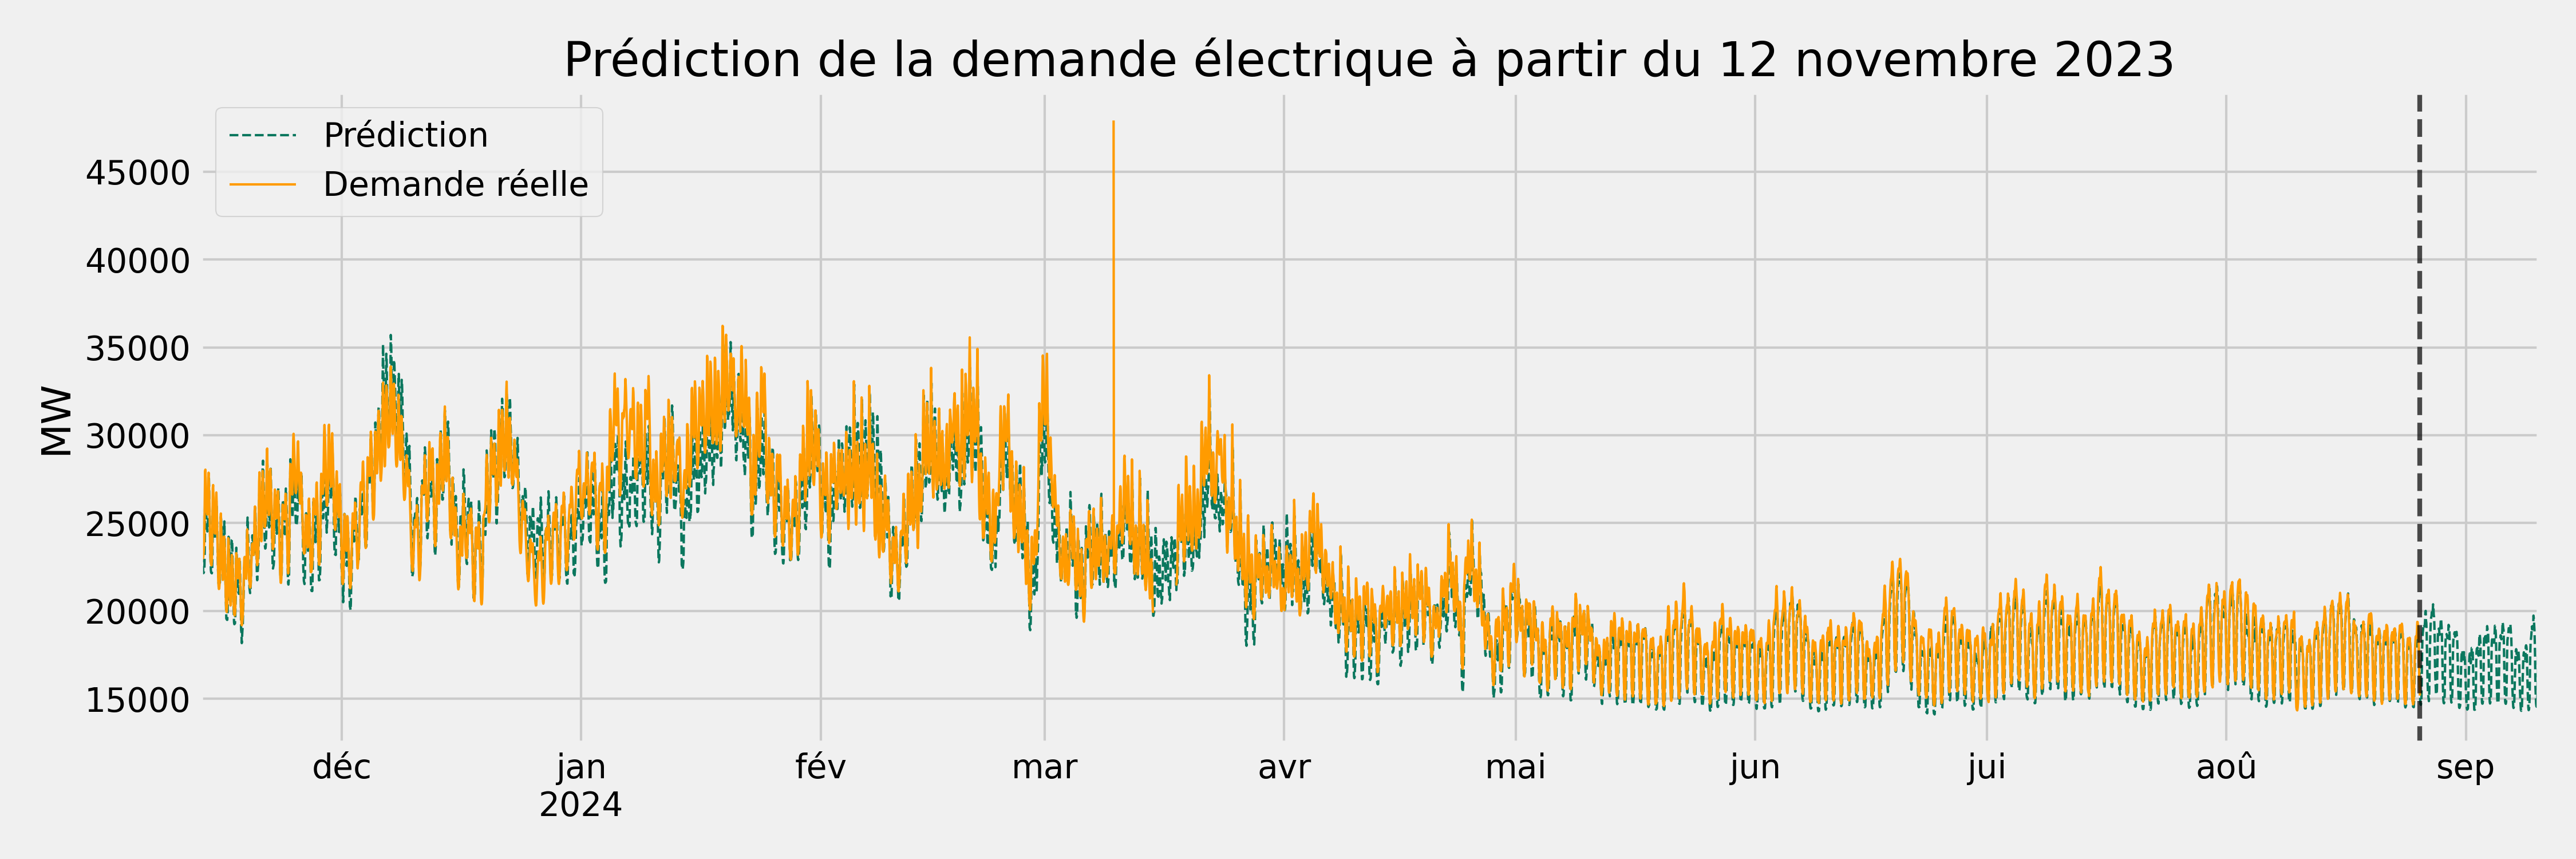 Prédiction de la demande électrique à partir du 12 novembre 2023
Prédiction
Demande réelle
45000
40000
35000
30000
25000
20000
15000
MW
déc jan fév mar avr mai jun jui aoû sep
2024